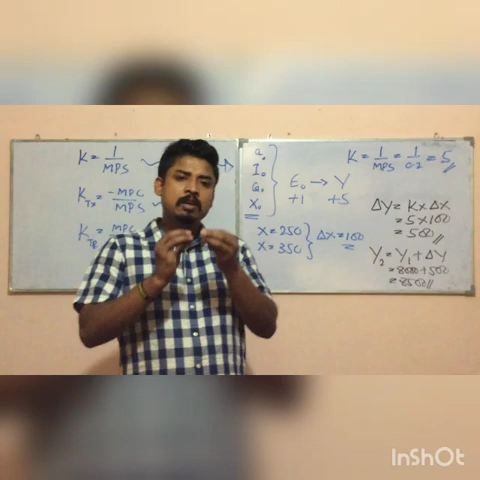 K = 1/MPS
K_Tx = -MPC/MPS
K_TR = MPC
a₀
I₀
G₀
X₀
E₀ → Y
+1 +5
X = 250
X = 350
ΔX = 100
K = 1/MPS = 1/0.2 = 5
ΔY = K x ΔX
= 5 x 100
= 500
Y₂ = Y₁ + ΔY
= 8000 + 500
= 8500
InShOt